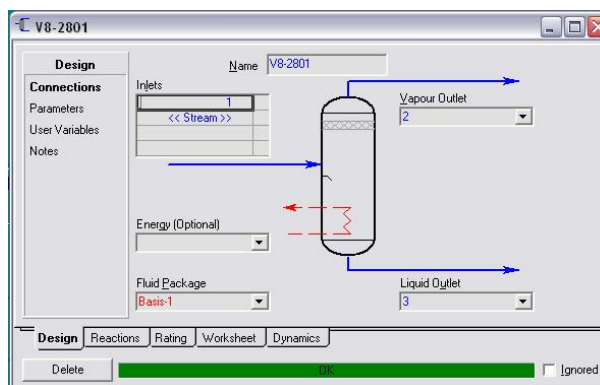 V8-2801
Design
Connections
Parameters
User Variables
Notes
Name V8-2801
Inlets
1
<< Stream >>
Vapour Outlet
2
Energy (Optional)
Fluid Package
Basis-1
Liquid Outlet
3
Design Reactions Rating Worksheet Dynamics
Delete OK Ignored